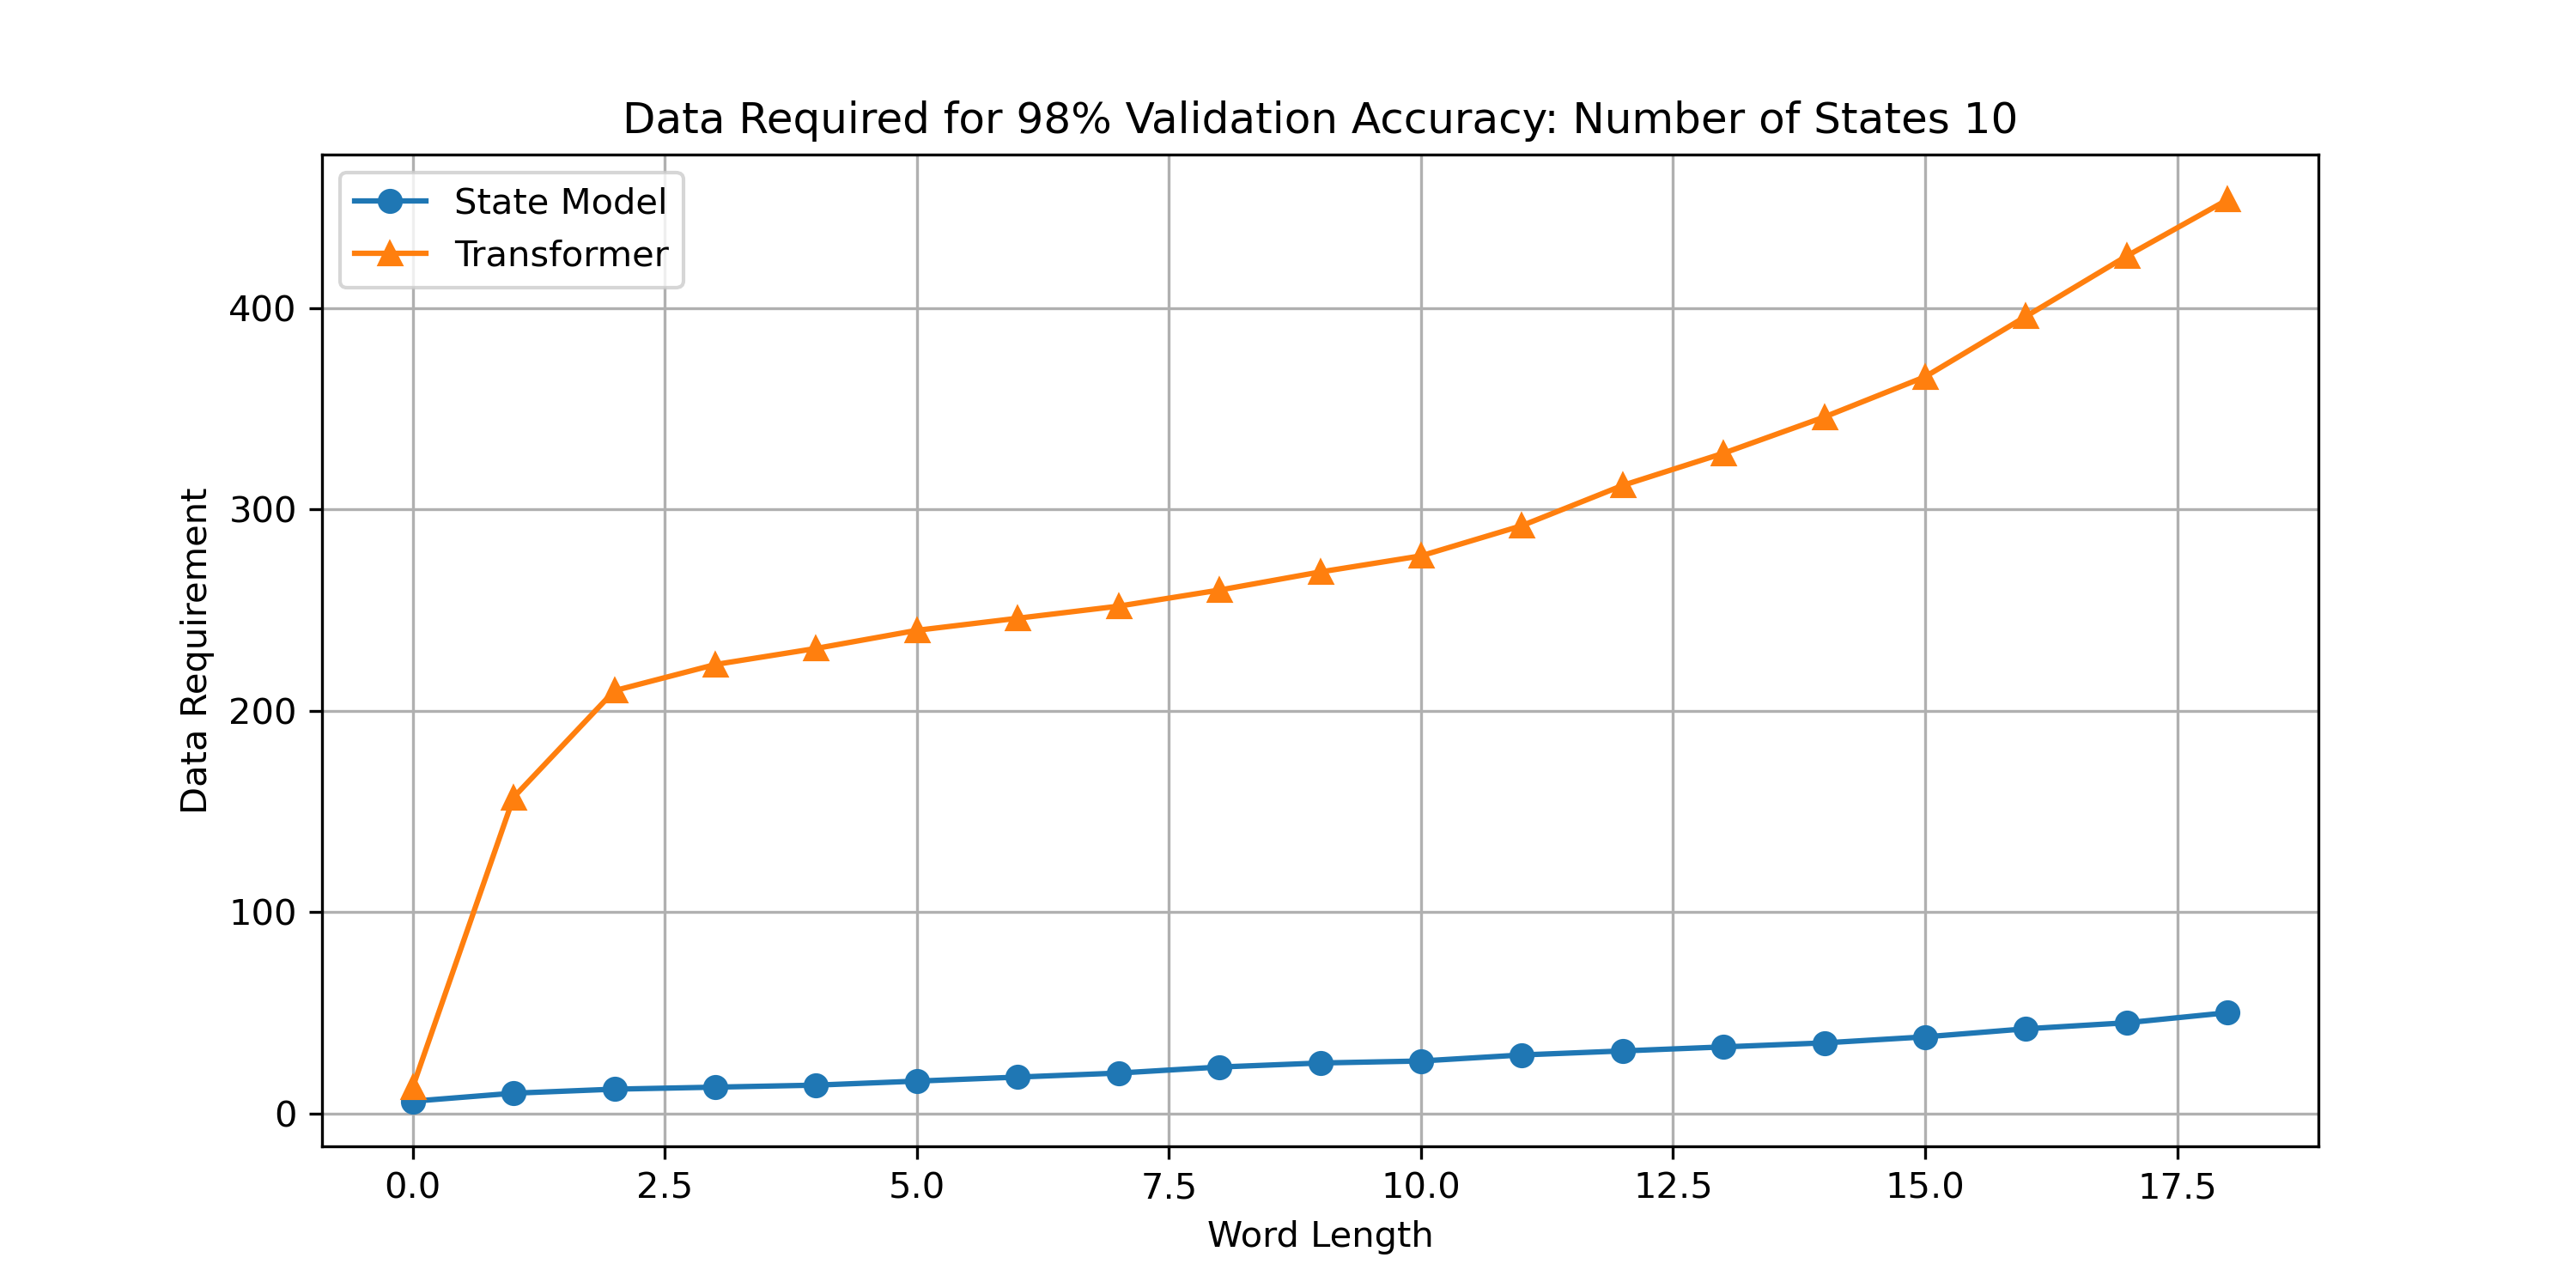 Data Required for 98% Validation Accuracy: Number of States 10
State Model
Transformer
400
300
200
100
0
Data Requirement
0.0 2.5 5.0 7.5 10.0 12.5 15.0 17.5
Word Length